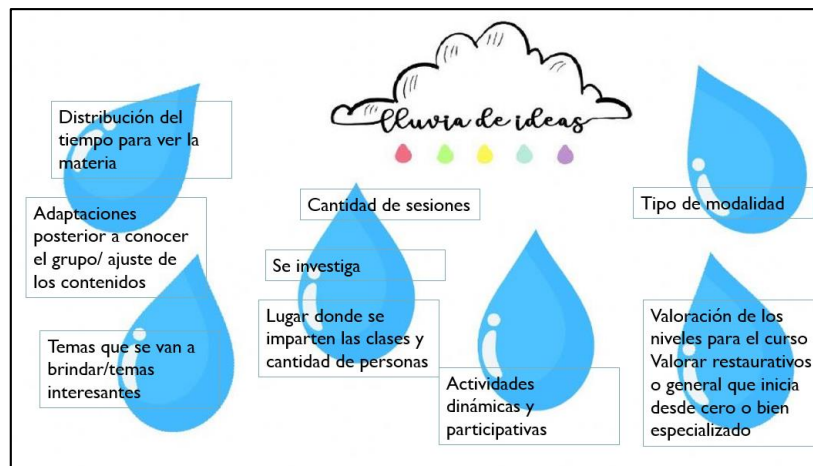 lluvia de ideas
Distribución del
tiempo para ver la
materia
Adaptaciones
posterior a conocer
el grupo/ ajuste de
los contenidos
Temas que se van a
brindar/temas
interesantes
Cantidad de sesiones
Se investiga
Lugar donde se
imparten las clases y
cantidad de personas
Actividades
dinámicas y
participativas
Tipo de modalidad
Valoración de los
niveles para el curso
Valorar restaurativos
o general que inicia
desde cero o bien
especializado